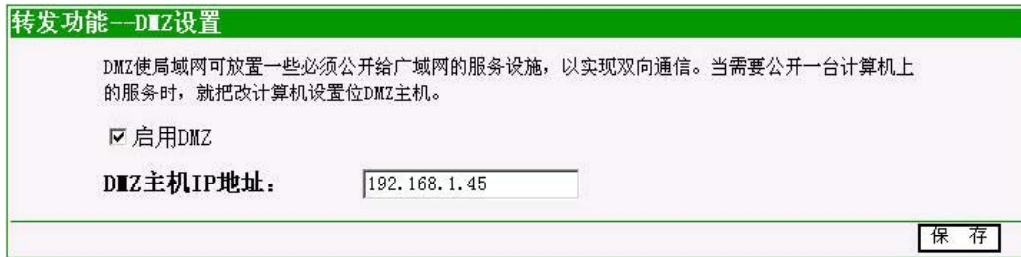 转发功能--DMZ设置
DMZ使局域网可放置一些必须公开给广域网的服务设施，以实现双向通信。当需要公开一台计算机上
的服务时，就把改计算机设置位DMZ主机。
启用DMZ
DMZ主机IP地址： 192.168.1.45
保 存